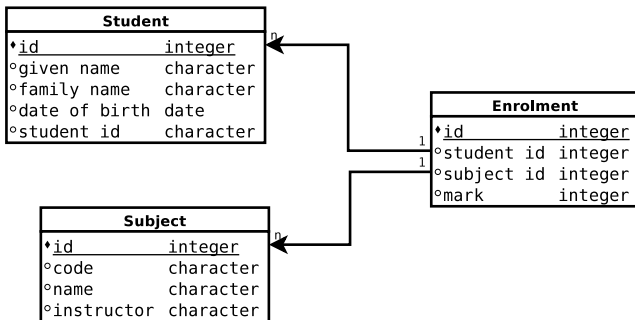 Student
id integer
given name character
family name character
date of birth date
student id character
n
Enrolment
id integer
student id integer
subject id integer
mark integer
1
1
Subject
id integer
code character
name character
instructor character
n